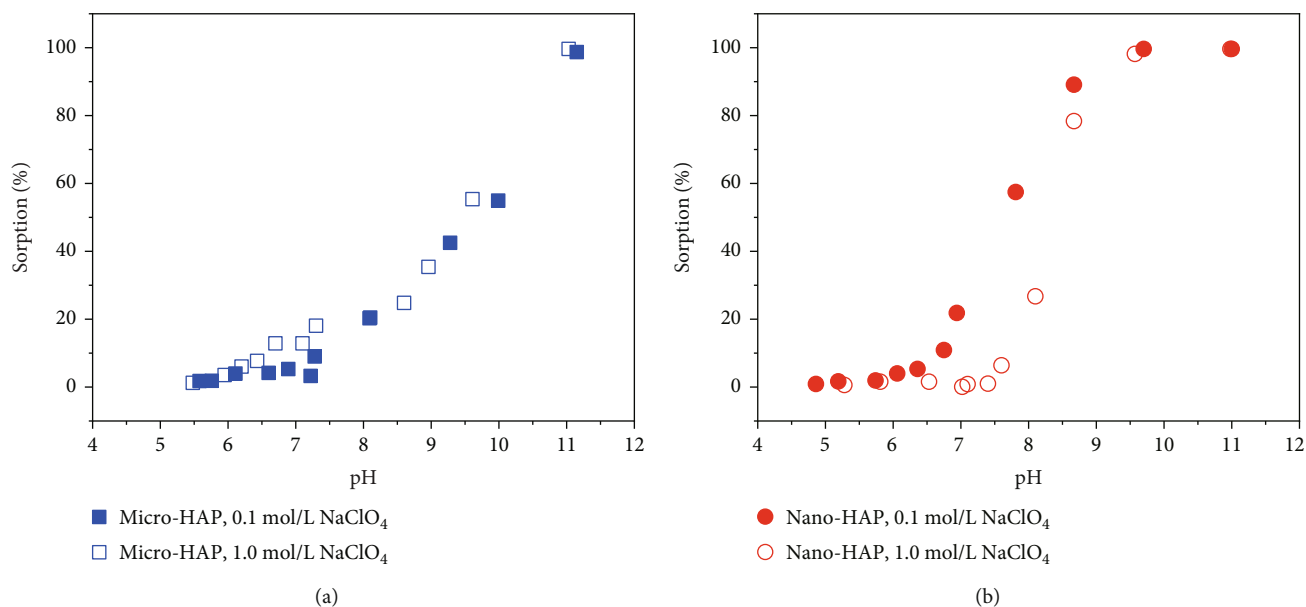 Sorption (%)
100
80
60
40
20
0
4 5 6 7 8 9 10 11 12
pH
Micro-HAP, 0.1 mol/L NaClO₄
Micro-HAP, 1.0 mol/L NaClO₄
(a)
Sorption (%)
100
80
60
40
20
0
4 5 6 7 8 9 10 11 12
pH
Nano-HAP, 0.1 mol/L NaClO₄
Nano-HAP, 1.0 mol/L NaClO₄
(b)